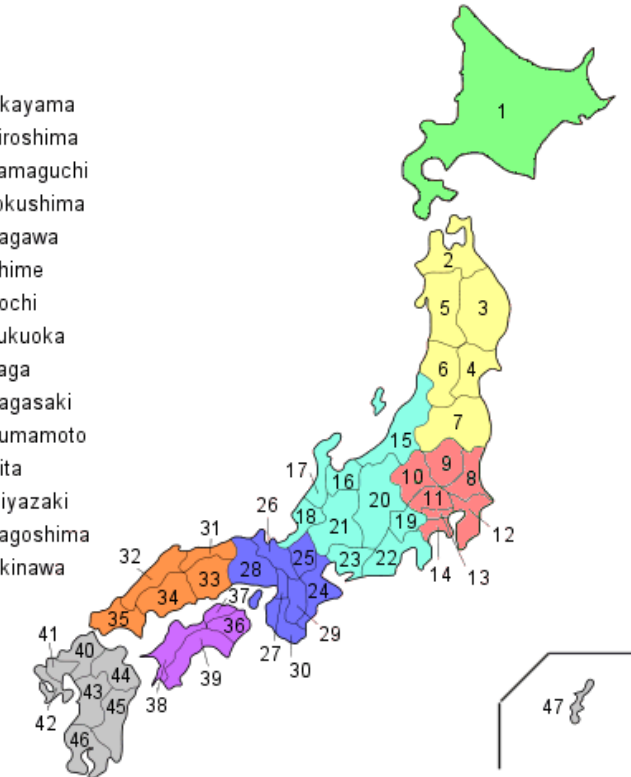 kayama
iroshima
amaguchi
okushima
agawa
hime
ochi
ukuoka
aga
agasaki
umamoto
ita
iyazaki
agoshima
kinawa
1
2
5 3
6 4
7
15
17 16 10 9 8
20 11
26 18 21 19
31 12
32 25 23 22
28 14 13
33 24
34 37
35 36 29
41 40 27
30
44 39
43
42 45 38 47
46